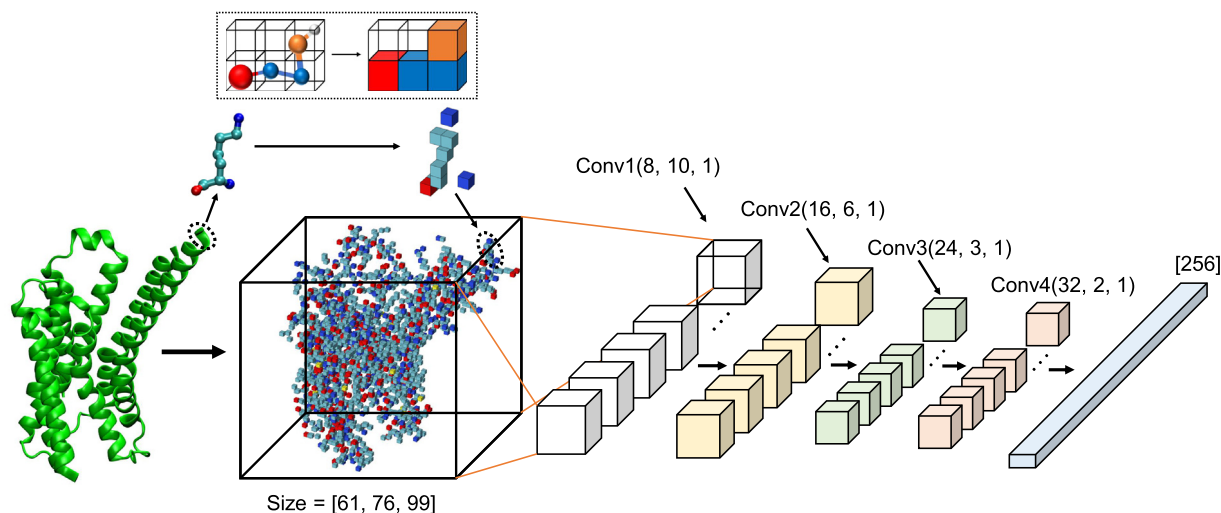 Conv1(8, 10, 1)
Conv2(16, 6, 1)
Conv3(24, 3, 1)
Conv4(32, 2, 1)
[256]
Size = [61, 76, 99]